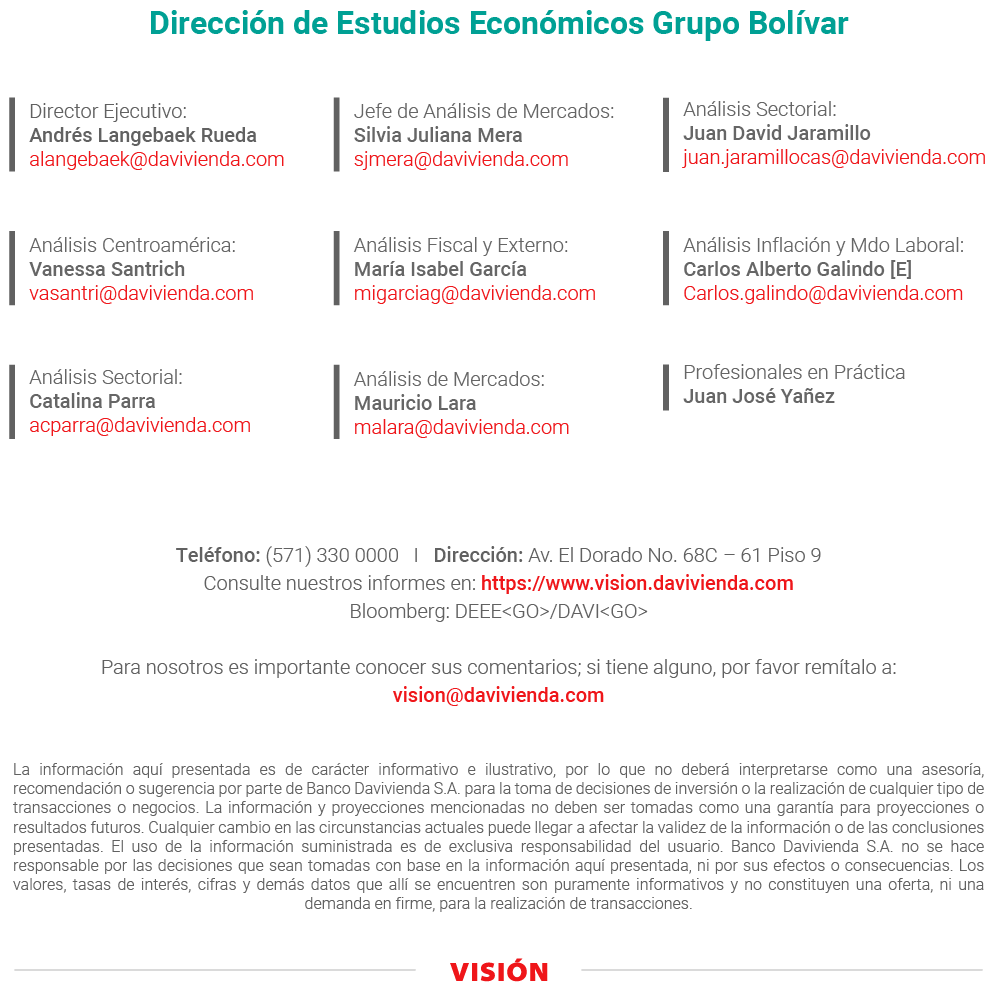 Dirección de Estudios Económicos Grupo Bolívar
Director Ejecutivo:
Andrés Langebaek Rueda
alangebaek@davivienda.com
Jefe de Análisis de Mercados:
Silvia Juliana Mera
sjmera@davivienda.com
Análisis Sectorial:
Juan David Jaramillo
juan.jaramillocas@davivienda.com
Análisis Centroamérica:
Vanessa Santrich
vasantri@davivienda.com
Análisis Fiscal y Externo:
María Isabel García
migarciag@davivienda.com
Análisis Inflación y Mdo Laboral:
Carlos Alberto Galindo [E]
Carlos.galindo@davivienda.com
Análisis Sectorial:
Catalina Parra
acparra@davivienda.com
Análisis de Mercados:
Mauricio Lara
malara@davivienda.com
Profesionales en Práctica
Juan José Yañez
Teléfono: (571) 330 0000 I Dirección: Av. El Dorado No. 68C – 61 Piso 9
Consulte nuestros informes en: https://www.vision.davivienda.com
Bloomberg: DEEE<GO>/DAVI<GO>
Para nosotros es importante conocer sus comentarios; si tiene alguno, por favor remítalo a:
vision@davivienda.com
La información aquí presentada es de carácter informativo e ilustrativo, por lo que no deberá interpretarse como una asesoría,
recomendación o sugerencia por parte de Banco Davivienda S.A. para la toma de decisiones de inversión o la realización de cualquier tipo de
transacciones o negocios. La información y proyecciones mencionadas no deben ser tomadas como una garantía para proyecciones o
resultados futuros. Cualquier cambio en las circunstancias actuales puede llegar a afectar la validez de la información o de las conclusiones
presentadas. El uso de la información suministrada es de exclusiva responsabilidad del usuario. Banco Davivienda S.A. no se hace
responsable por las decisiones que sean tomadas con base en la información aquí presentada, ni por sus efectos o consecuencias. Los
valores, tasas de interés, cifras y demás datos que allí se encuentren son puramente informativos y no constituyen una oferta, ni una
demanda en firme, para la realización de transacciones.
VISIÓN